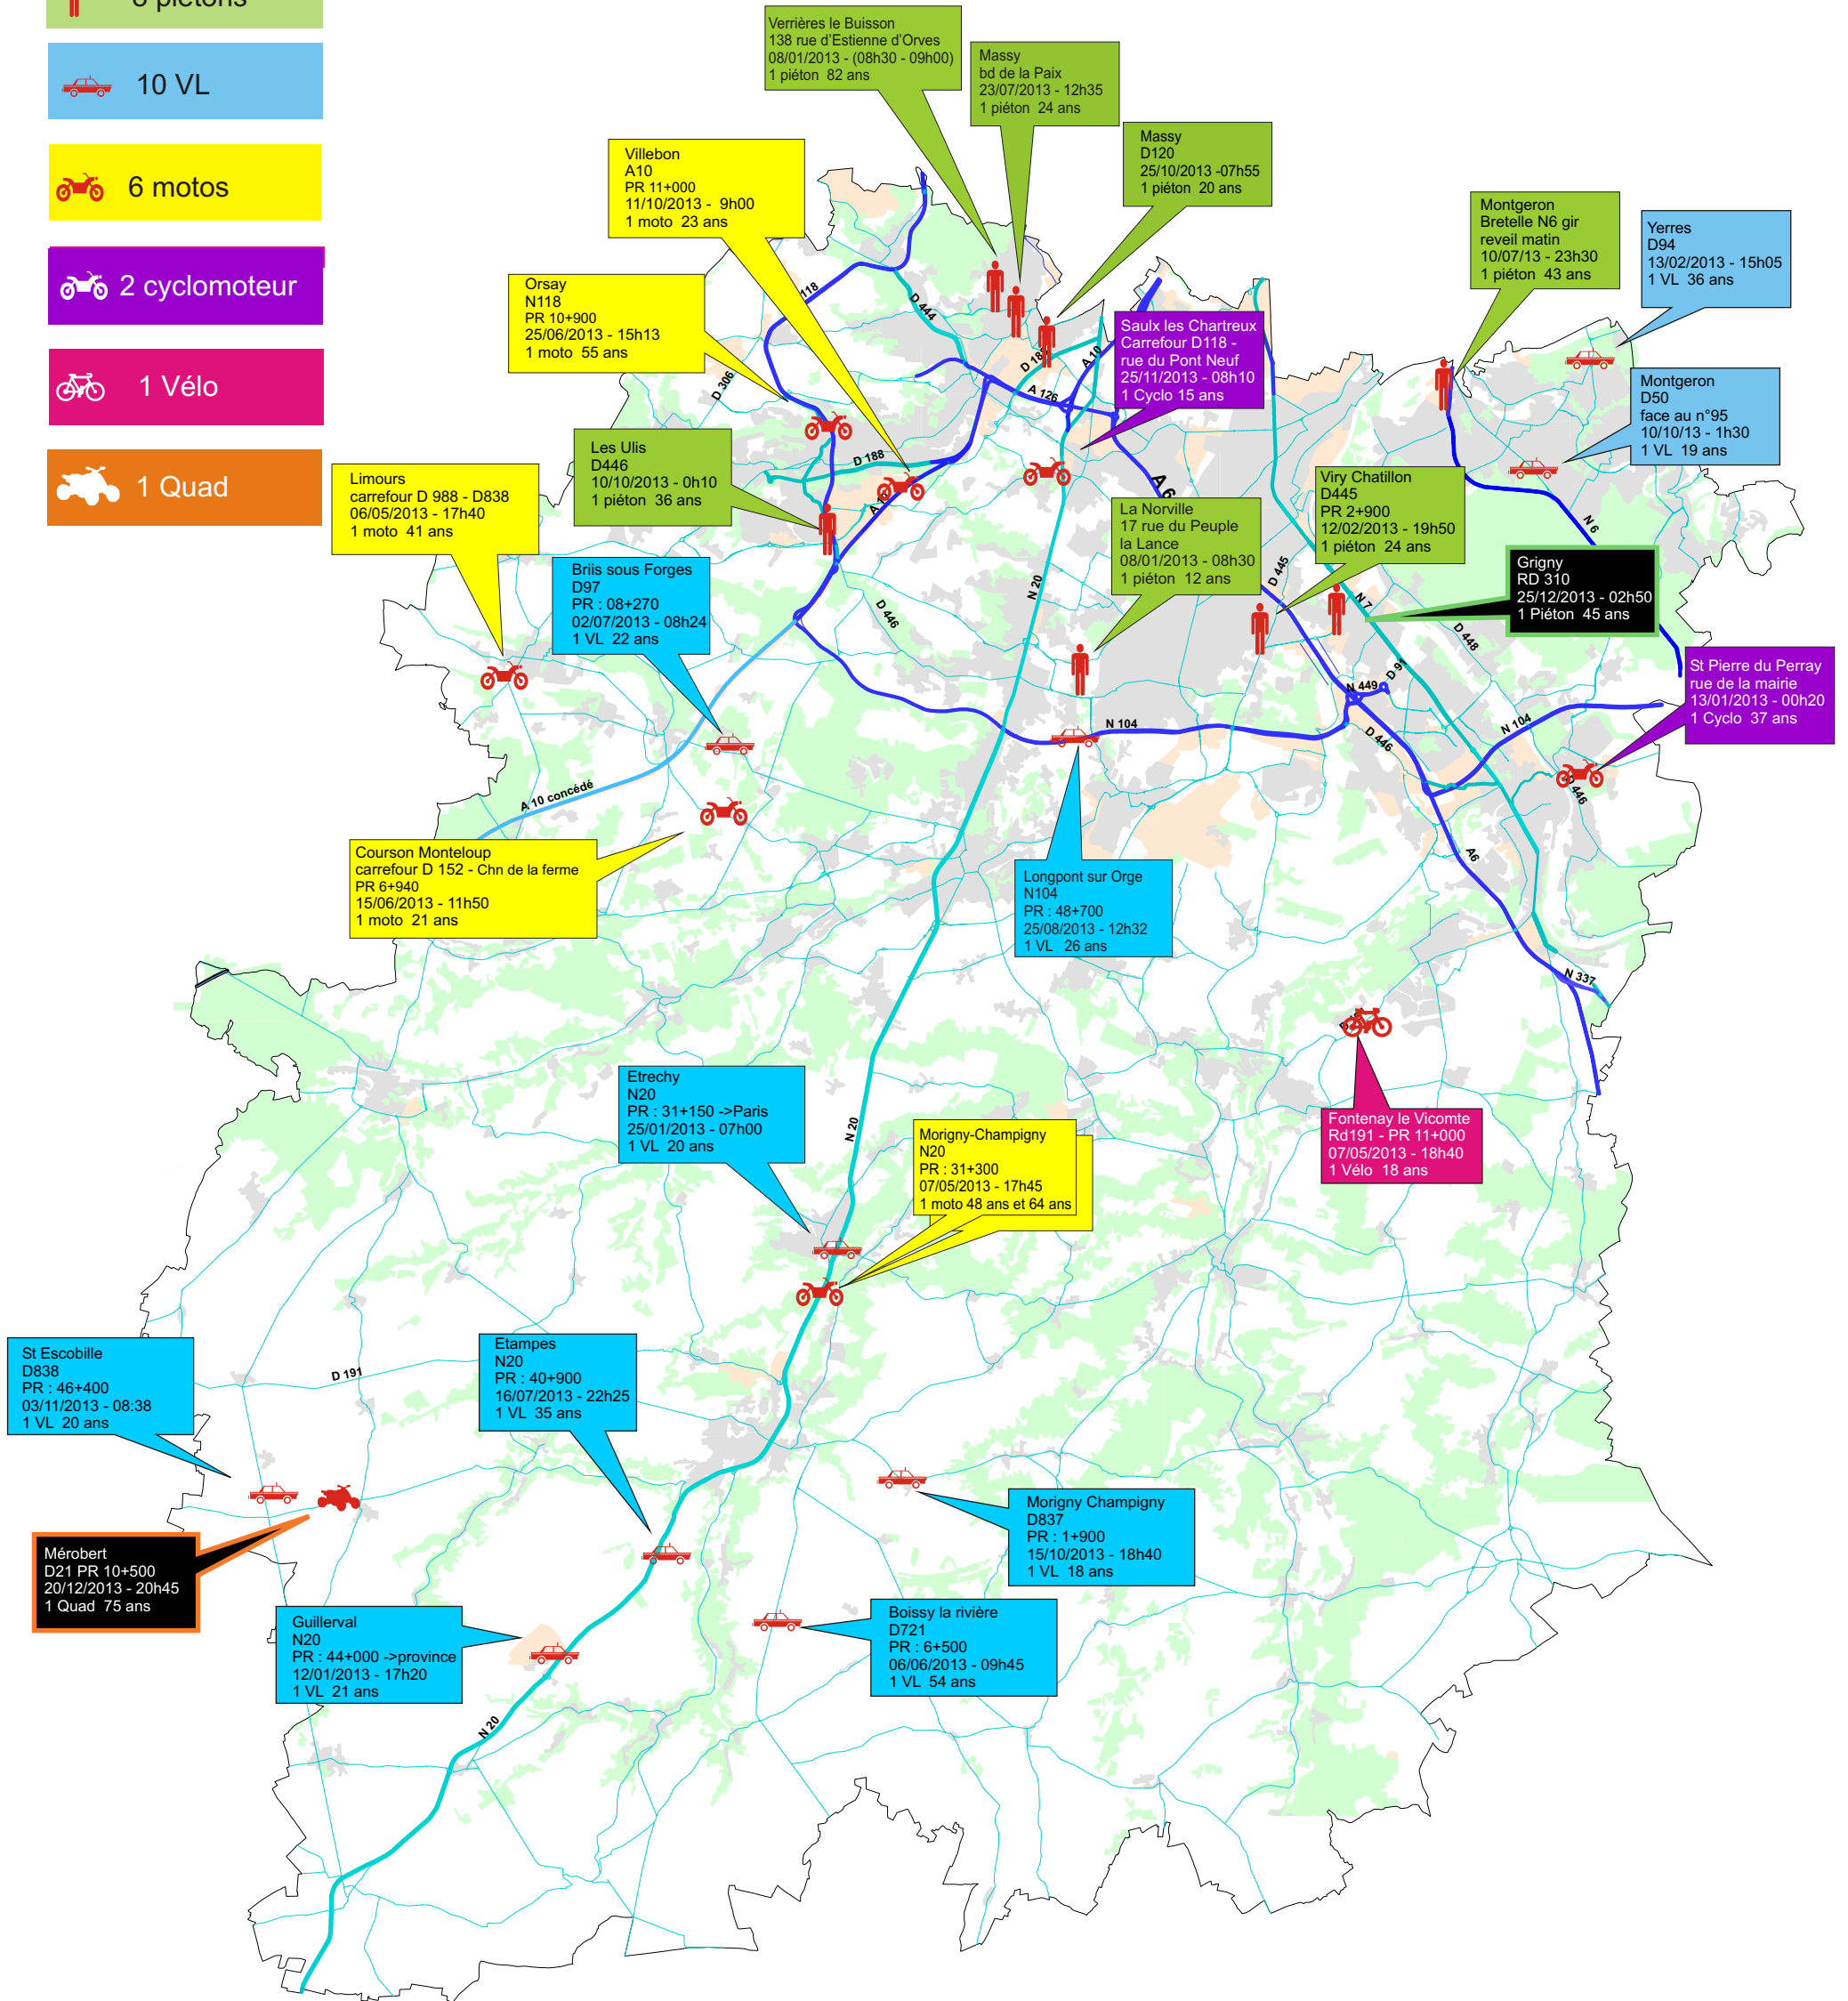 8 piétons
10 VL
6 motos
2 cyclomoteur
1 Vélo
1 Quad
Verrières le Buisson
138 rue d'Estienne d'Orves
08/01/2013 - (08h30 - 09h00)
1 piéton 82 ans
Massy
bd de la Paix
23/07/2013 - 12h35
1 piéton 24 ans
Massy
D120
25/10/2013 -07h55
1 piéton 20 ans
Villebon
A10
PR 11+000
11/10/2013 - 9h00
1 moto 23 ans
Montgeron
Bretelle N6 gir
reveil matin
10/07/13 - 23h30
1 piéton 43 ans
Yerres
D94
13/02/2013 - 15h05
1 VL 36 ans
Orsay
N118
PR 10+900
25/06/2013 - 15h13
1 moto 55 ans
Saulx les Chartreux
Carrefour D118 -
rue du Pont Neuf
25/11/2013 - 08h10
1 Cyclo 15 ans
Montgeron
D50
face au n°95
10/10/13 - 1h30
1 VL 19 ans
Les Ulis
D446
10/10/2013 - 0h10
1 piéton 36 ans
Limours
carrefour D 988 - D838
06/05/2013 - 17h40
1 moto 41 ans
Viry Chatillon
D445
PR 2+900
12/02/2013 - 19h50
1 piéton 24 ans
La Norville
17 rue du Peuple
la Lance
08/01/2013 - 08h30
1 piéton 12 ans
Briis sous Forges
D97
PR : 08+270
02/07/2013 - 08h24
1 VL 22 ans
Grigny
RD 310
25/12/2013 - 02h50
1 Piéton 45 ans
St Pierre du Perray
rue de la mairie
13/01/2013 - 00h20
1 Cyclo 37 ans
Courson Monteloup
carrefour D 152 - Chn de la ferme
PR 6+940
15/06/2013 - 11h50
1 moto 21 ans
Longpont sur Orge
N104
PR : 48+700
25/08/2013 - 12h32
1 VL 26 ans
Etrechy
N20
PR : 31+150 ->Paris
25/01/2013 - 07h00
1 VL 20 ans
Morigny-Champigny
N20
PR : 31+300
07/05/2013 - 17h45
1 moto 48 ans et 64 ans
Fontenay le Vicomte
Rd191 - PR 11+000
07/05/2013 - 18h40
1 Vélo 18 ans
St Escobille
D838
PR : 46+400
03/11/2013 - 08:38
1 VL 20 ans
Etampes
N20
PR : 40+900
16/07/2013 - 22h25
1 VL 35 ans
Morigny Champigny
D837
PR : 1+900
15/10/2013 - 18h40
1 VL 18 ans
Mérobert
D21 PR 10+500
20/12/2013 - 20h45
1 Quad 75 ans
Guillerval
N20
PR : 44+000 ->province
12/01/2013 - 17h20
1 VL 21 ans
Boissy la rivière
D721
PR : 6+500
06/06/2013 - 09h45
1 VL 54 ans
118
D 444
D 306
A 10
A 126
D 188
A 6
N 6
D 445
N 20
D 446
N 7
D 448
D 91
N 449
N 104
N 104
D 446
D 446
A 10 concédé
A6
N 337
N 20
D 191
N 20